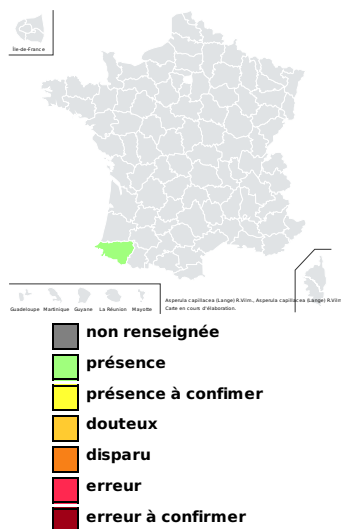 Île-de-France
Guadeloupe Martinique Guyane La Réunion Mayotte
Asperula capillacea (Lange) R.Vilm., Asperula capillacea (Lange) R.Vilm
Carte en cours d'élaboration.
non renseignée
présence
présence à confimer
douteux
disparu
erreur
erreur à confirmer